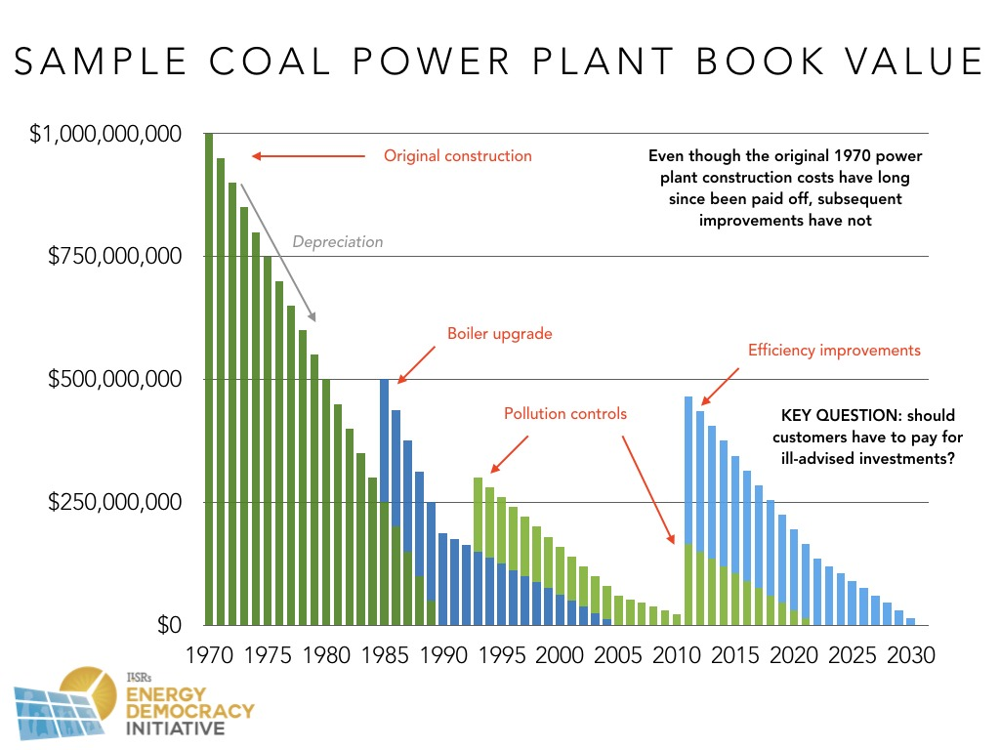 SAMPLE COAL POWER PLANT BOOK VALUE
$1,000,000,000
$750,000,000
$500,000,000
$250,000,000
$0
Original construction
Even though the original 1970 power
plant construction costs have long
since been paid off, subsequent
improvements have not
Depreciation
Boiler upgrade
Efficiency improvements
Pollution controls
KEY QUESTION: should
customers have to pay for
ill-advised investments?
1970 1975 1980 1985 1990 1995 2000 2005 2010 2015 2020 2025 2030
ILSR's
ENERGY
DEMOCRACY
INITIATIVE